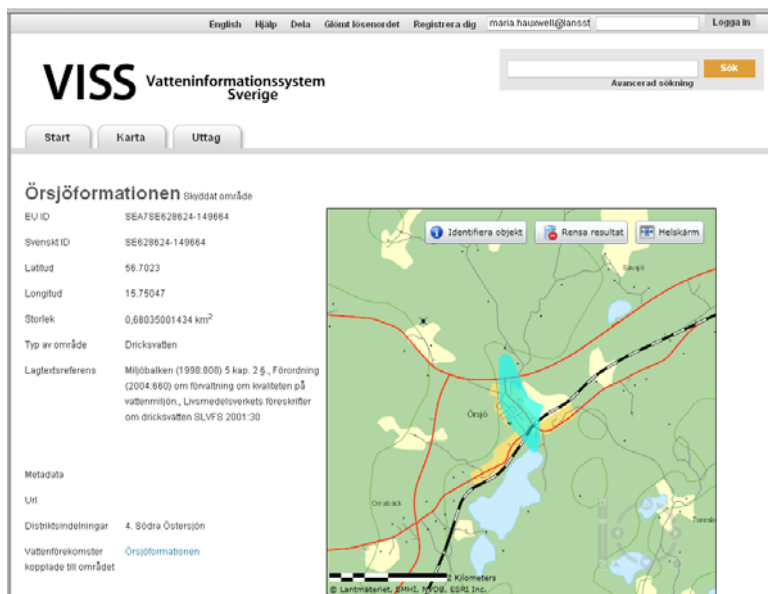 English Hjälp Dela Glömt lösenordet Registrera dig maria.hauxwell@lansst Logga in
VISS Vatteninformationssystem
Sverige
Sök
Avancerad sökning
Start Karta Uttag
Örsjöformationen Skyddat område
EU ID SEA7SE628624-149664
Svenskt ID SE628624-149664
Latitud 56.7023
Longitud 15.75047
Storlek 0,68035001434 km²
Typ av område Dricksvatten
Lagtextsreferens Miljöbalken (1998:808) 5 kap. 2 §., Förordning
(2004:660) om förvaltning om kvaliteten på
vattenmiljön., Livsmedelsverkets föreskrifter
om dricksvatten SLVFS 2001:30
Metadata
Url
Distriktsindelningar 4. Södra Östersjön
Vattenförekomster Örsjöformationen
kopplade till området
Identifiera objekt Rensa resultat Helskärm
Sävsjö
Örsjö
Orrabäck
2 Kilometers
© Lantmäteriet, SMHI, NVDB, ESRI Inc.